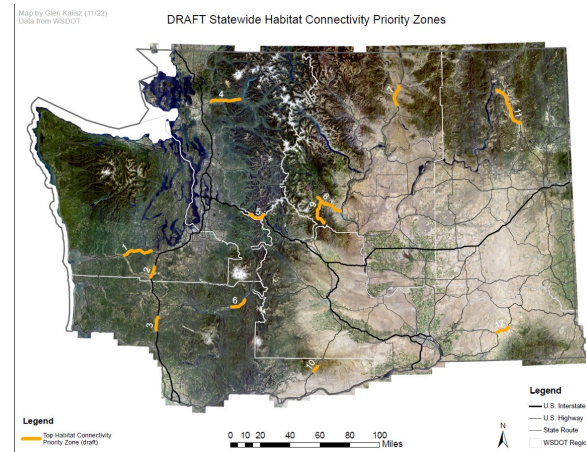 Map by Glen Kalisz (11/22)
Data from WSDOT
DRAFT Statewide Habitat Connectivity Priority Zones
4
7
11
8
9
5
1
2
6
3
12
10
Legend
Top Habitat Connectivity
Priority Zone (draft)
0 10 20 40 60 80 100
Miles
N
Legend
U.S. Interstate
U.S. Highway
State Route
WSDOT Region